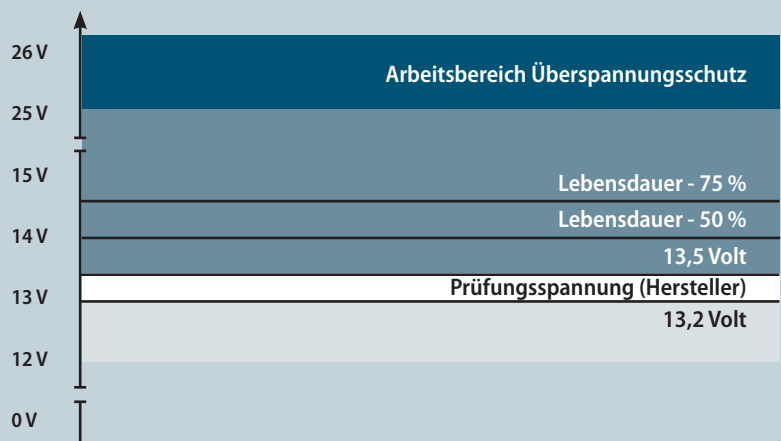 26 V
Arbeitsbereich Überspannungsschutz
25 V
15 V
Lebensdauer - 75 %
Lebensdauer - 50 %
14 V
13,5 Volt
Prüfungsspannung (Hersteller)
13 V
13,2 Volt
12 V
0 V